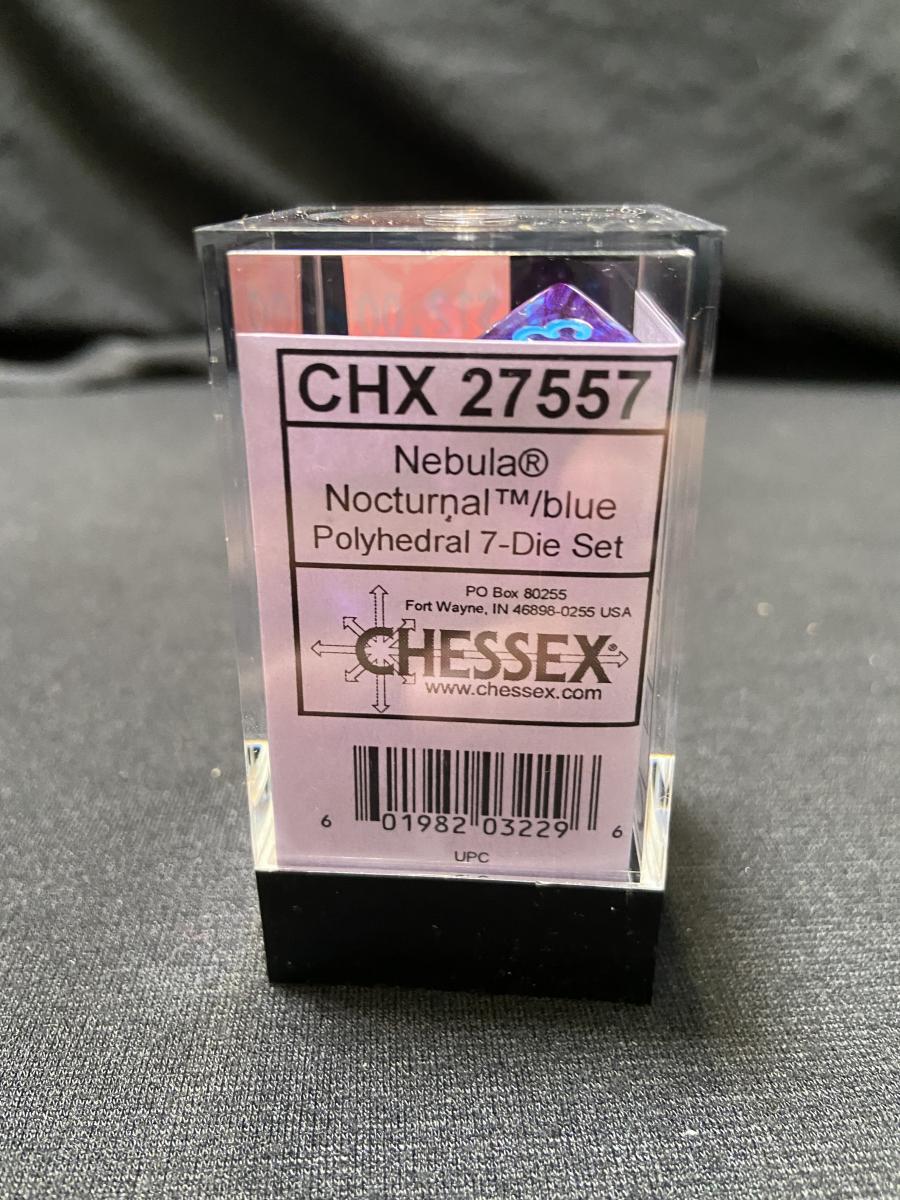 CHX 27557
Nebula®
Nocturnal™/blue
Polyhedral 7-Die Set
PO Box 80255
Fort Wayne, IN 46898-0255 USA
CHESSEX®
www.chessex.com
6 01982 03229 6
UPC